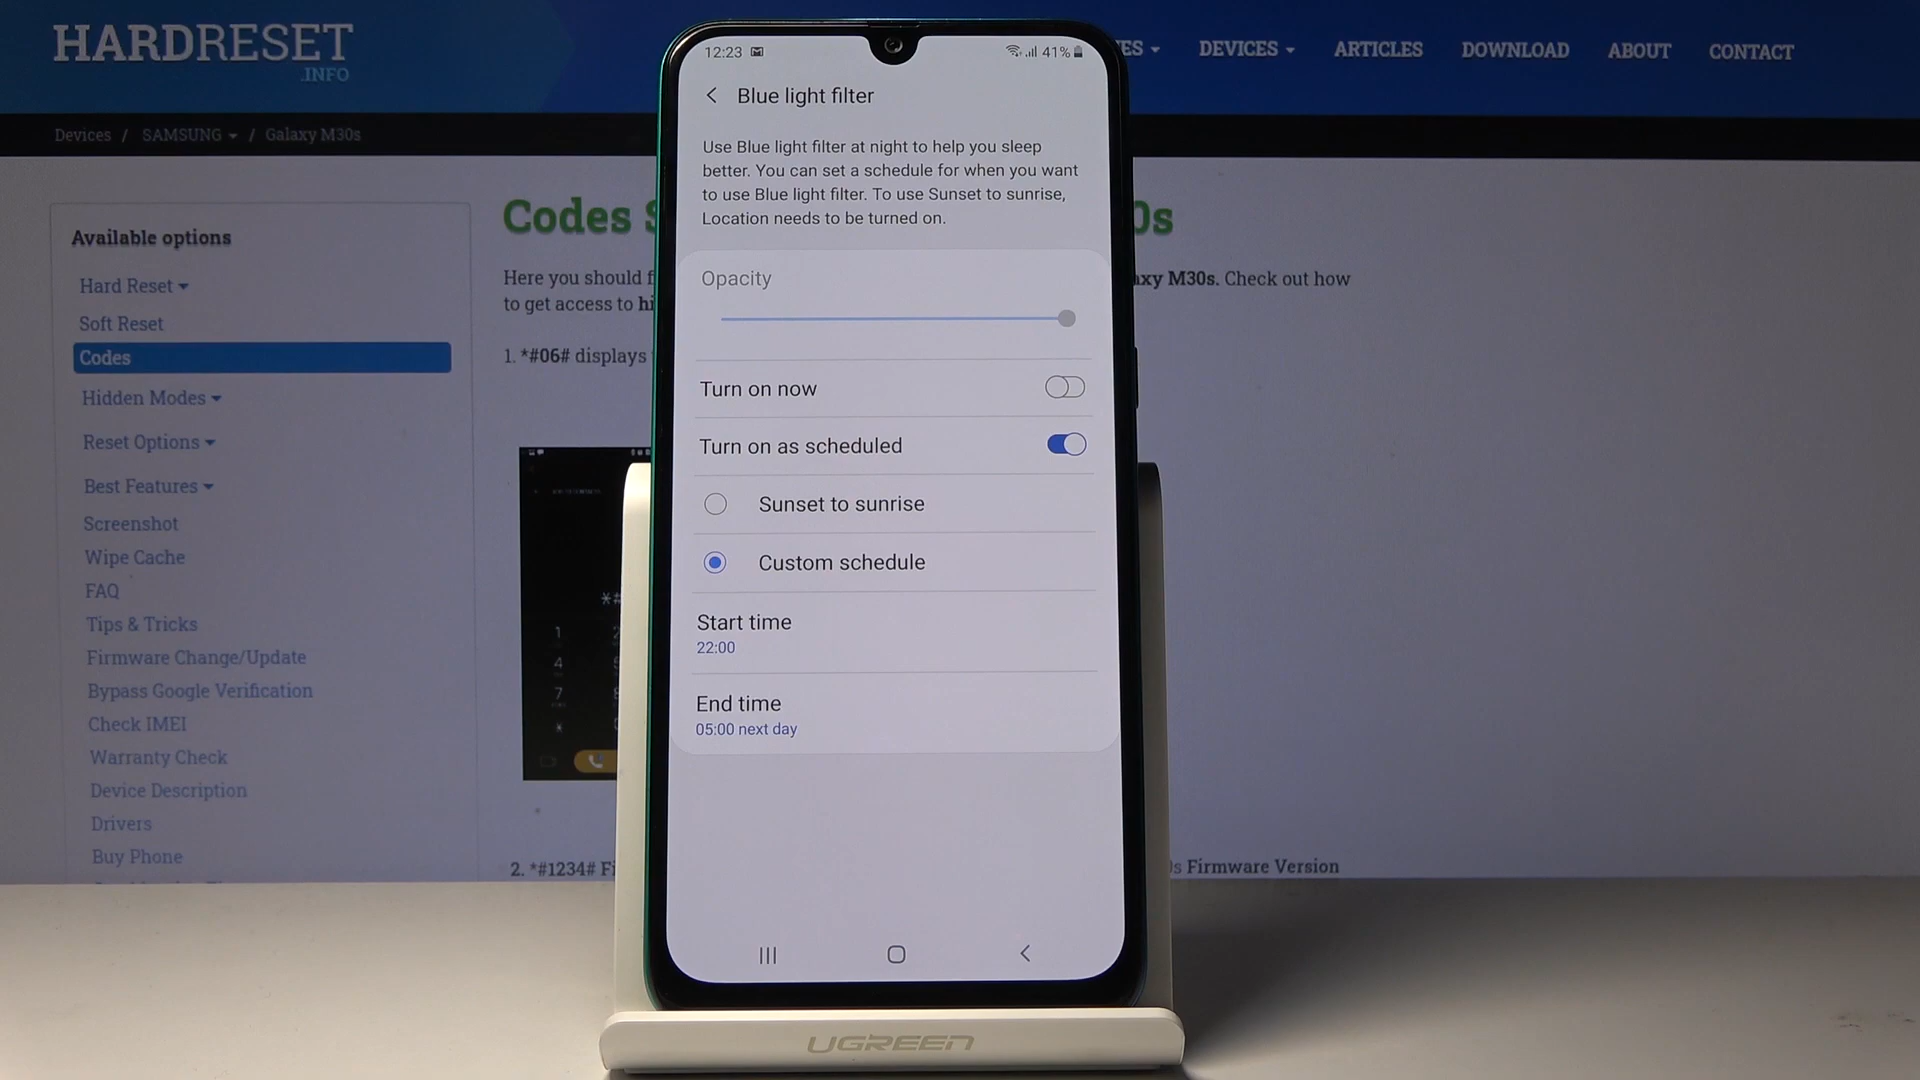 HARDRESET
.INFO
DEVICES
ARTICLES
DOWNLOAD
ABOUT
CONTACT
Devices / SAMSUNG / Galaxy M30s
Available options
Hard Reset
Soft Reset
Codes
Hidden Modes
Reset Options
Best Features
Screenshot
Wipe Cache
FAQ
Tips & Tricks
Firmware Change/Update
Bypass Google Verification
Check IMEI
Warranty Check
Device Description
Drivers
Buy Phone
Codes
Here you should
M30s. Check out how
to get access to
1. *#06# displays
1
4
7
*
2. *#1234#
Firmware Version
12:23
41%
Blue light filter
Use Blue light filter at night to help you sleep
better. You can set a schedule for when you want
to use Blue light filter. To use Sunset to sunrise,
Location needs to be turned on.
Opacity
Turn on now
Turn on as scheduled
Sunset to sunrise
Custom schedule
Start time
22:00
End time
05:00 next day
UGREEN